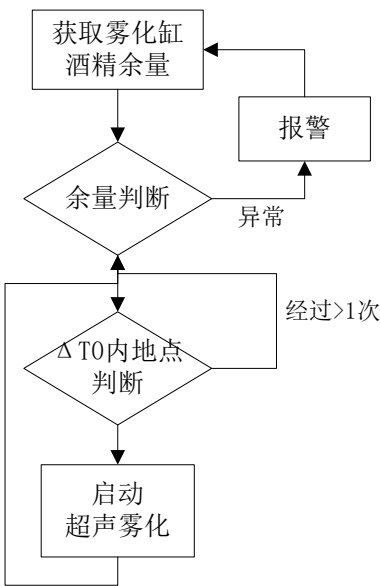 获取雾化缸
酒精余量
报警
余量判断
异常
经过>1次
ΔT0内地点
判断
启动
超声雾化